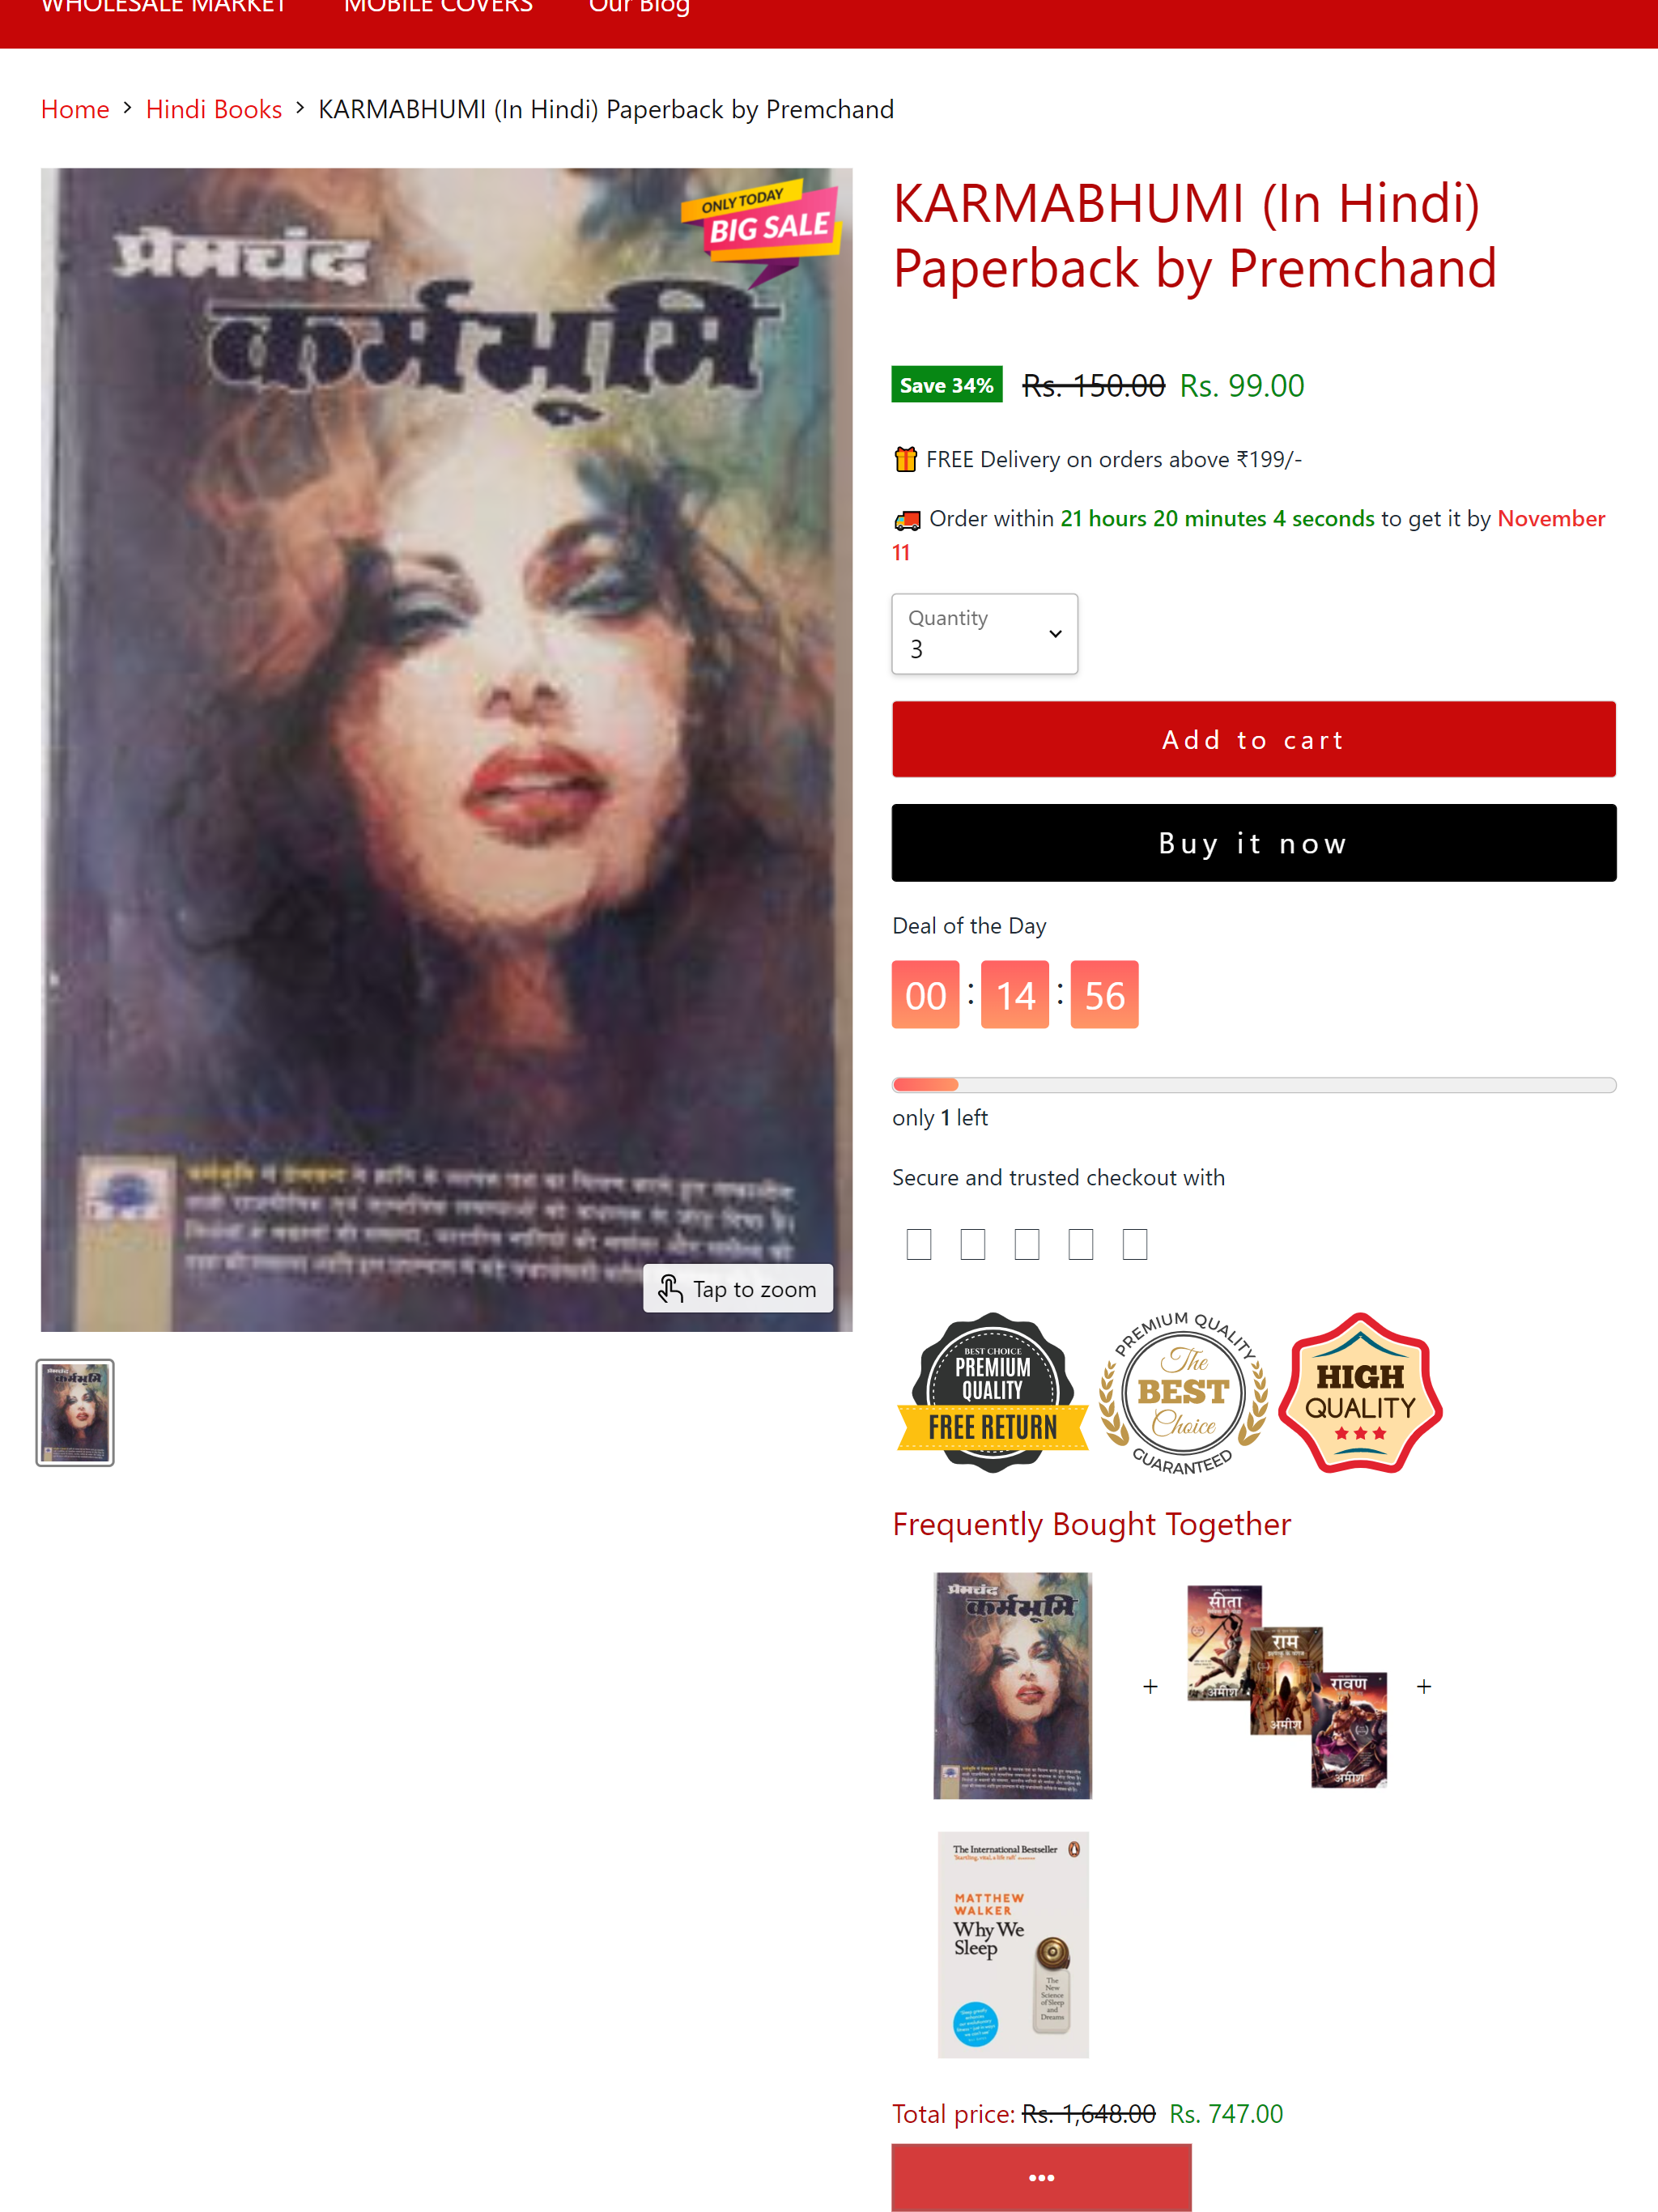 WHOLESALE MARKET MOBILE COVERS Our Blog
Home > Hindi Books > KARMABHUMI (In Hindi) Paperback by Premchand
ONLY TODAY
BIG SALE
प्रेमचंद
कर्मभूमि
Tap to zoom
KARMABHUMI (In Hindi)
Paperback by Premchand
Save 34% Rs. 150.00 Rs. 99.00
FREE Delivery on orders above ₹199/-
Order within 21 hours 20 minutes 4 seconds to get it by November
11
Quantity
3
Add to cart
Buy it now
Deal of the Day
00 : 14 : 56
only 1 left
Secure and trusted checkout with
BEST CHOICE
PREMIUM
QUALITY
FREE RETURN
PREMIUM QUALITY
The
BEST
Choice
GUARANTEED
HIGH
QUALITY
Frequently Bought Together
प्रेमचंद
कर्मभूमि
+
सीता
अमीश
राम
अमीश
रावण
अमीश
+
The International Bestseller
MATTHEW
WALKER
Why We
Sleep
The
New
Science
of Sleep
and
Dreams
Total price: Rs. 1,648.00 Rs. 747.00